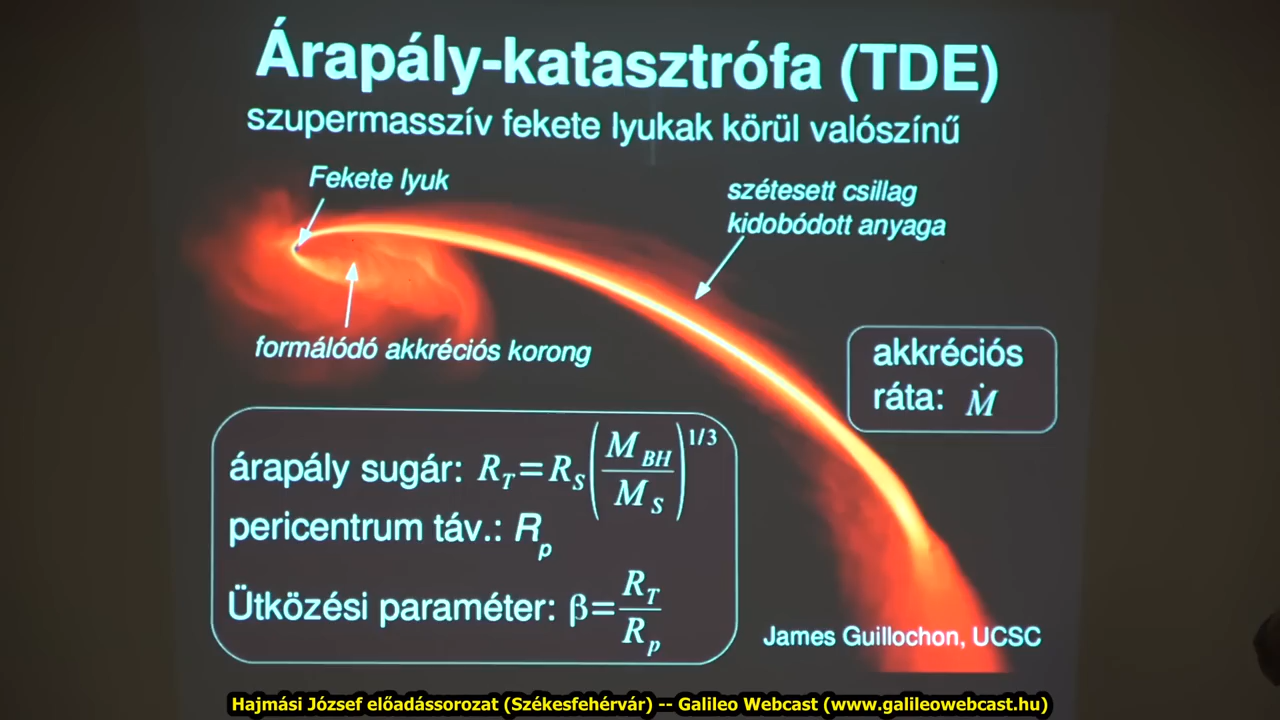 Árapály-katasztrófa (TDE)
szupermasszív fekete lyukak körül valószínű
Fekete lyuk
szétesett csillag
kidobódott anyaga
formálódó akkréciós korong
akkréciós
ráta: Ṁ
árapály sugár: R_T=R_S(M_BH/M_S)^1/3
pericentrum táv.: R_p
Ütközési paraméter: β=R_T/R_p
James Guillochon, UCSC
Hajmási József előadássorozat (Székesfehérvár) -- Galileo Webcast (www.galileowebcast.hu)